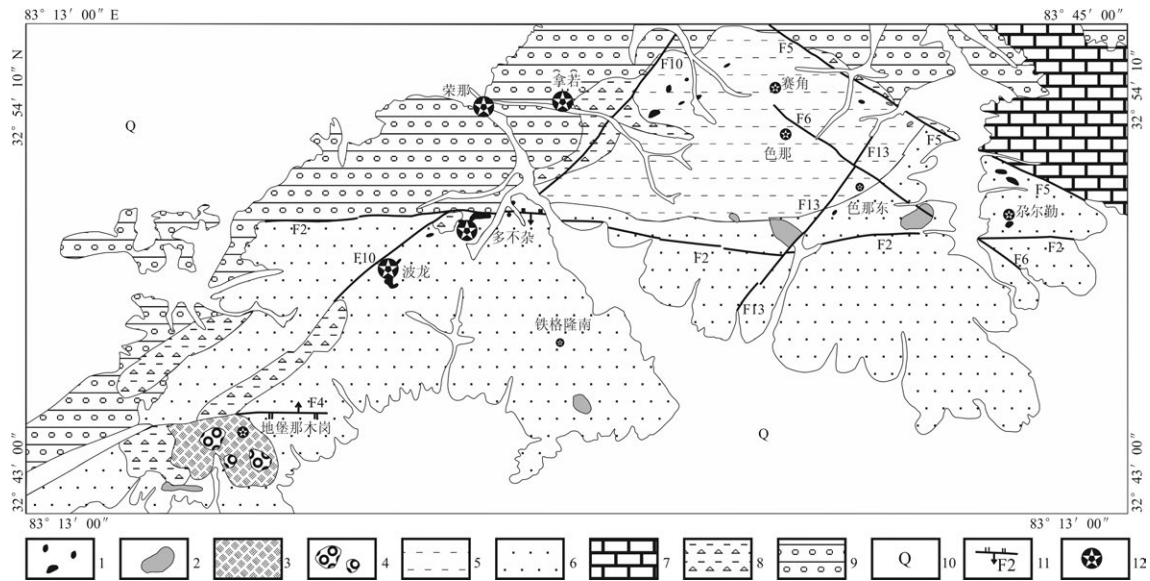 83° 13′ 00″ E
83° 45′ 00″
32° 54′ 10″ N
32° 54′ 10″
Q
荣那
拿若
F10
F5
赛角
F6
色那
F13
F5
F5
F13
色那东
尕尔勤
F2
多不杂
F2
F2
F2
F10
波龙
F6
F13
铁格隆南
F4
地堡那木岗
Q
32° 43′ 00″
32° 43′ 00″
83° 13′ 00″
83° 13′ 00″
1
2
3
4
5
6
7
8
9
Q 10
F2 11
12